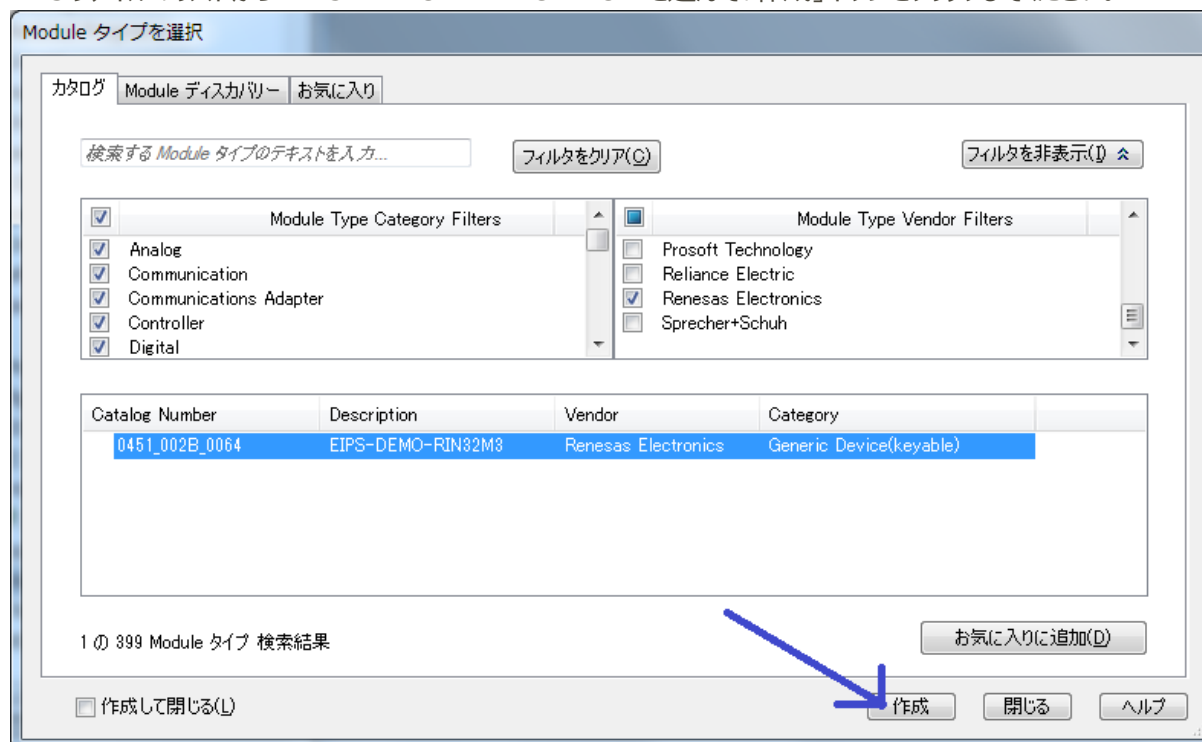 Module タイプを選択
カタログ Module ディスカバリー お気に入り
検索する Module タイプのテキストを入力... フィルタをクリア(C) フィルタを非表示(I)
Module Type Category Filters Module Type Vendor Filters
Analog Prosoft Technology
Communication Reliance Electric
Communications Adapter Renesas Electronics
Controller Sprecher+Schuh
Digital
Catalog Number Description Vendor Category
0451_002B_0064 EIPS-DEMO-RIN32M3 Renesas Electronics Generic Device(keyable)
1 の 399 Module タイプ 検索結果 お気に入りに追加(D)
作成して閉じる(L) 作成 閉じる ヘルプ